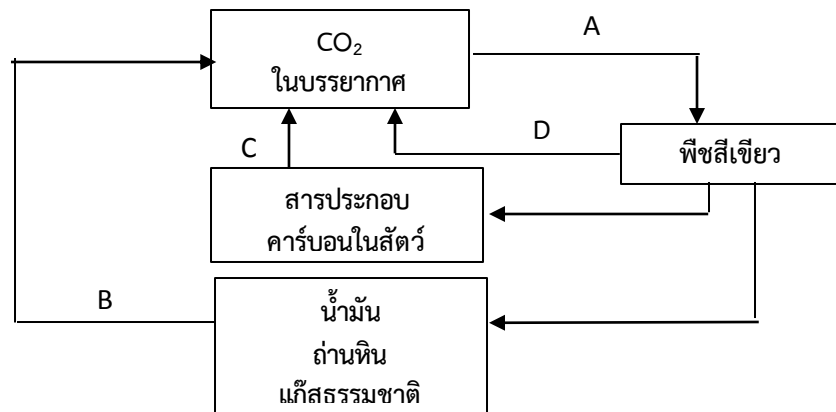 A
CO₂
ในบรรยากาศ
C
D
พืชสีเขียว
สารประกอบ
คาร์บอนในสัตว์
B
น้ำมัน
ถ่านหิน
แก๊สธรรมชาติ